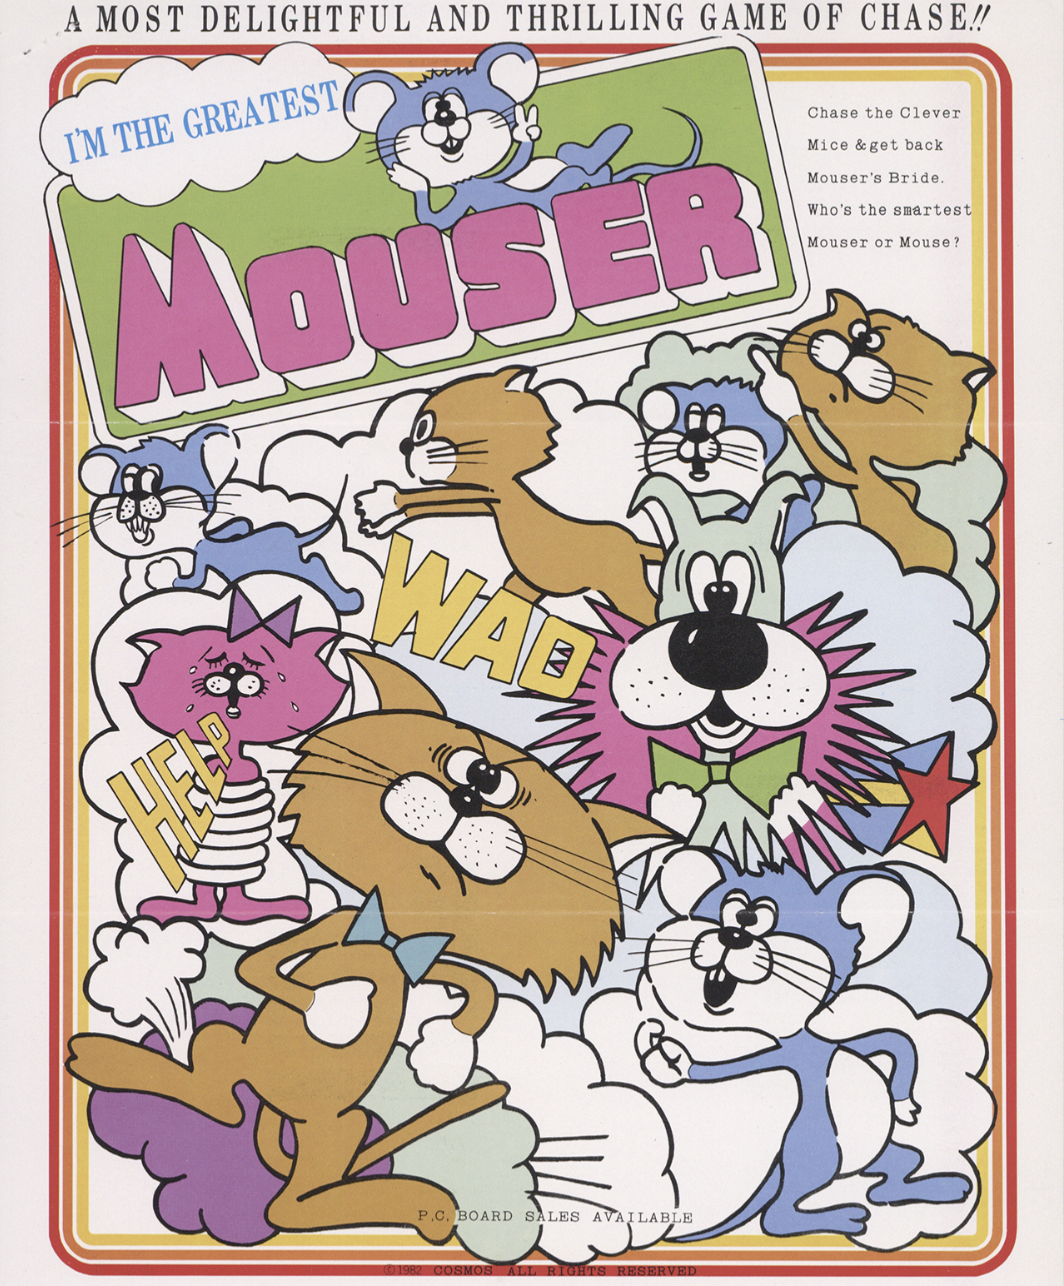 A MOST DELIGHTFUL AND THRILLING GAME OF CHASE!!
I'M THE GREATEST
MOUSER
Chase the Clever
Mice & get back
Mouser's Bride.
Who's the smartest
Mouser or Mouse?
WAO
HELP
P.C. BOARD SALES AVAILABLE
© 1982 COSMOS ALL RIGHTS RESERVED